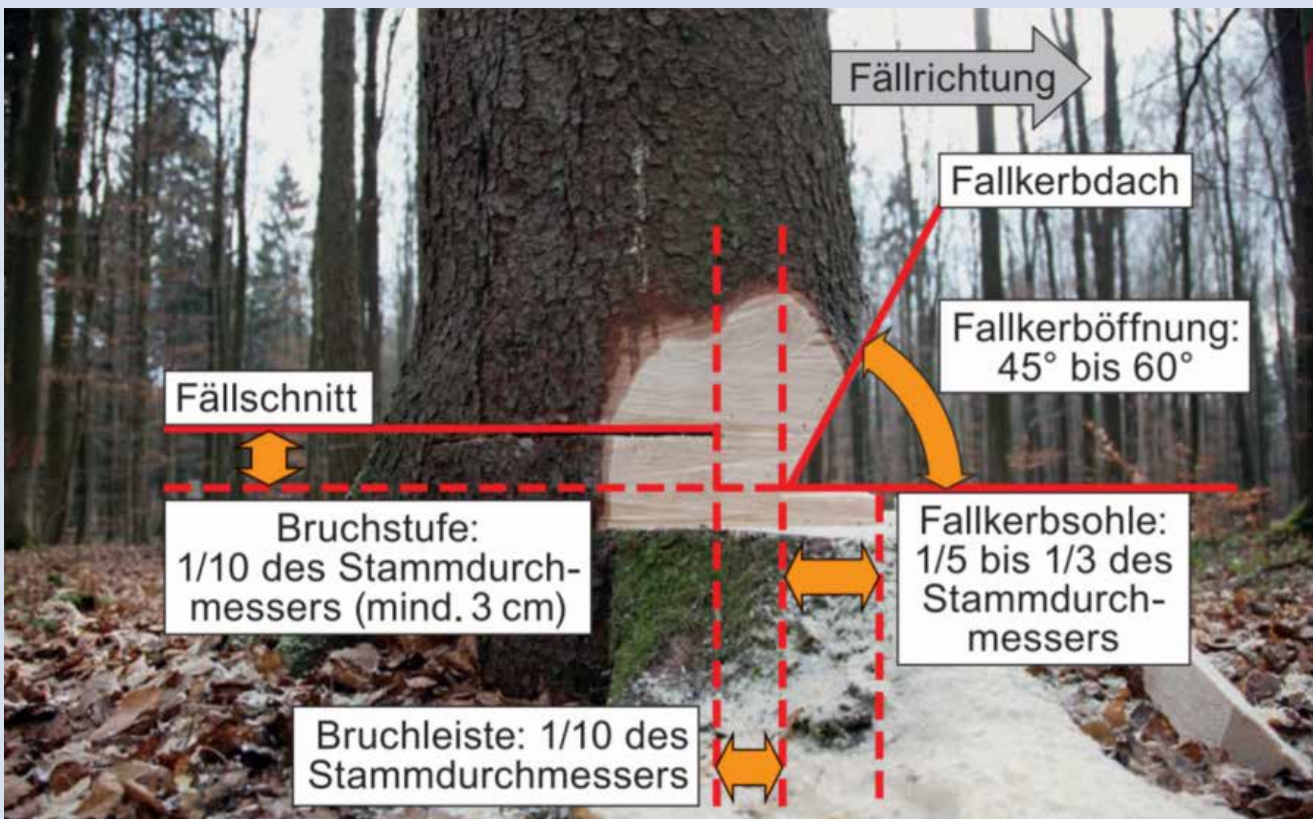 Fällrichtung
Fallkerbdach
Fallkerböffnung:
45° bis 60°
Fällschnitt
Bruchstufe:
1/10 des Stammdurch-
messers (mind. 3 cm)
Fallkerbsohle:
1/5 bis 1/3 des
Stammdurch-
messers
Bruchleiste: 1/10 des
Stammdurchmessers